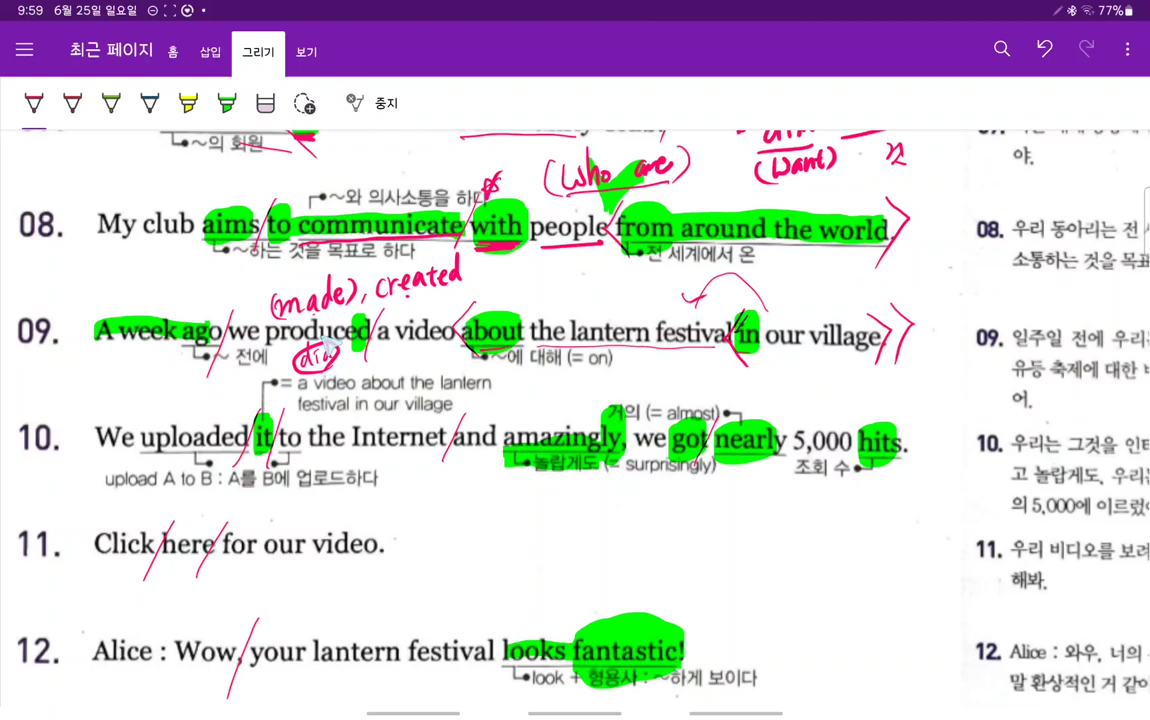 9:59 6월 25일 일요일
77%
최근 페이지 홈 삽입 그리기 보기
중지
~의 회원
(want)
야.
(who are)
~와 의사소통을 하다
08. My club aims to communicate with people from around the world.
~하는 것을 목표로 하다
전 세계에서 온
08. 우리 동아리는 전
소통하는 것을 목표
(made), created
09. A week ago we produced a video about the lantern festival in our village.
~ 전에
~에 대해 (= on)
09. 일주일 전에 우리
유등 축제에 대한
어.
= a video about the lantern
festival in our village
거의 (= almost)
10. We uploaded it to the Internet and amazingly, we got nearly 5,000 hits.
놀랍게도 (= surprisingly)
조회 수
upload A to B : A를 B에 업로드하다
10. 우리는 그것을 인터
고 놀랍게도, 우리
의 5,000에 이르렀
11. Click here for our video.
11. 우리 비디오를 보려
해봐.
12. Alice : Wow, your lantern festival looks fantastic!
look + 형용사 : ~하게 보이다
12. Alice : 와우, 너의
말 환상적인 거 같아